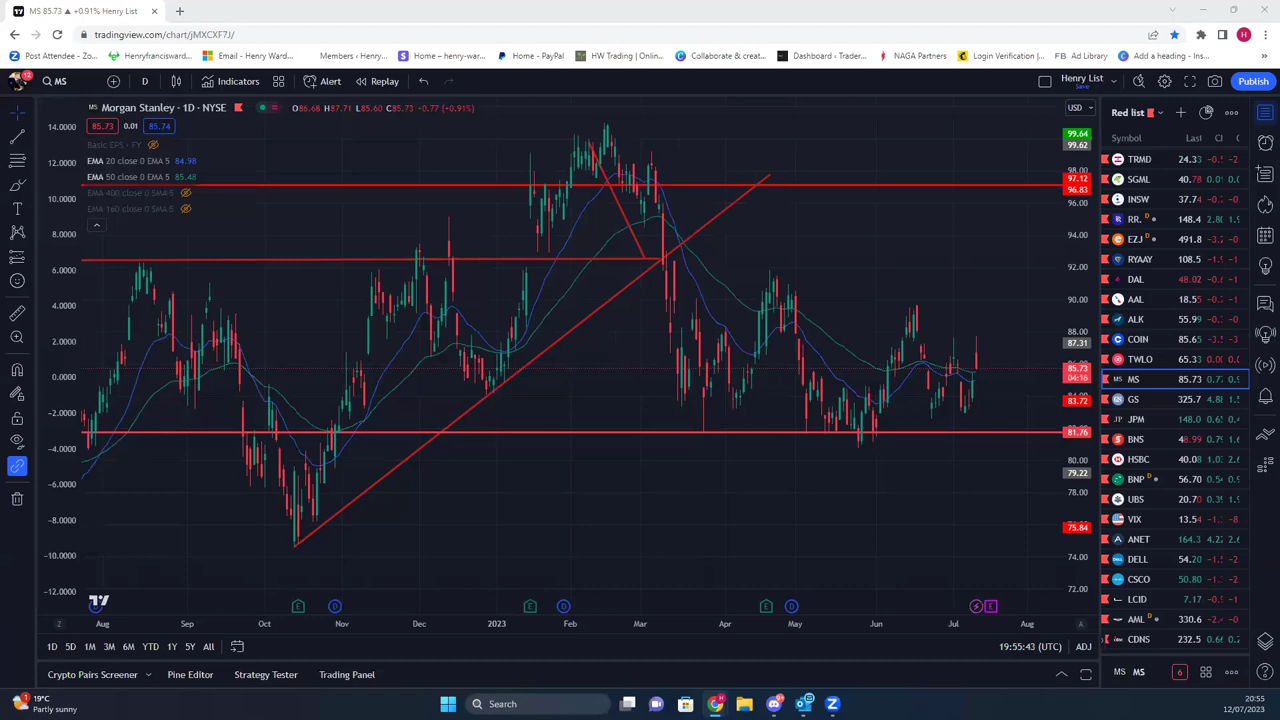 MS 85.73 ▲ +0.91% Henry List
tradingview.com/chart/jMXCXF7J/
Post Attendee - Zo...
Henryfranciswardd...
Email - Henry Ward...
Members ‹ Henry...
Home – henry-war...
Home - PayPal
HW Trading | Onlin...
Collaborate & creat...
Dashboard ‹ Trader...
NAGA Partners
Login Verification |...
Ad Library
Add a heading - Ins...
12
MS
D
Indicators
Alert
Replay
Henry List
Save
Publish
MS Morgan Stanley · 1D · NYSE
O86.68 H87.71 L85.60 C85.73 -0.77 (+0.91%)
85.73 0.01 85.74
Basic EPS · FY
EMA 20 close 0 EMA 5 84.98
EMA 50 close 0 EMA 5 85.48
EMA 400 close 0 SMA 5
EMA 160 close 0 SMA 5
14.0000
12.0000
10.0000
8.0000
6.0000
4.0000
2.0000
0.0000
−2.0000
−4.0000
−6.0000
−8.0000
−10.0000
−12.0000
USD
99.64
99.62
98.00
97.12
96.83
96.00
94.00
92.00
90.00
88.00
87.31
85.73
04:16
83.72
81.76
80.00
79.22
78.00
75.84
74.00
72.00
Aug Sep Oct Nov Dec 2023 Feb Mar Apr May Jun Jul Aug
E D E D E D E
1D 5D 1M 3M 6M YTD 1Y 5Y All
19:55:43 (UTC) ADJ
Crypto Pairs Screener
Pine Editor
Strategy Tester
Trading Panel
Red list
Symbol Last
TRMD 24.33
SGML 40.78
INSW 37.74
RR. D 148.4
EZJ D 491.8
RYAAY 108.5
DAL 48.02
AAL 18.55
ALK 55.99
COIN 85.65
TWLO 65.33
MS 85.73
GS 325.7
JPM 148.0
BNS 48.99
HSBC 40.08
BNP D 56.70
UBS 20.70
VIX 13.54
ANET 164.3
DELL 54.20
CSCO 50.80
LCID 7.17
AML D 330.6
CDNS 232.5
MS MS
6
19°C
Partly sunny
Search
20:55
12/07/2023